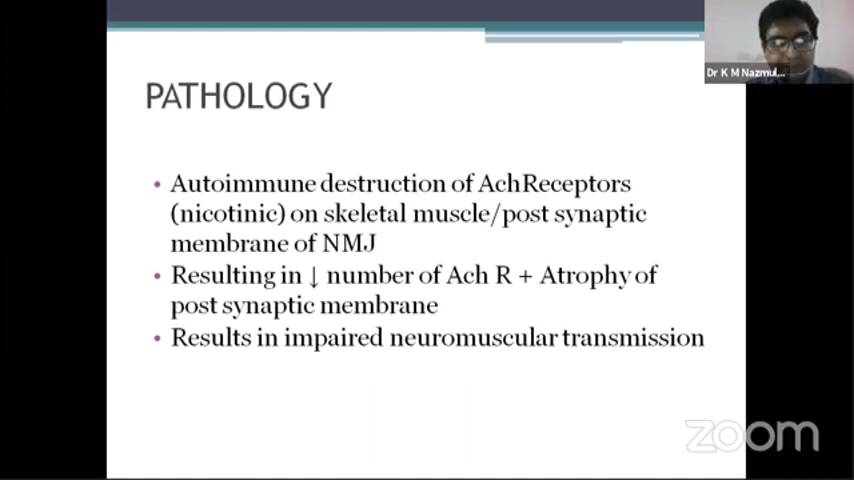 Dr K M Nazmul...
PATHOLOGY
• Autoimmune destruction of AchReceptors
(nicotinic) on skeletal muscle/post synaptic
membrane of NMJ
• Resulting in ↓ number of Ach R + Atrophy of
post synaptic membrane
• Results in impaired neuromuscular transmission
zoom